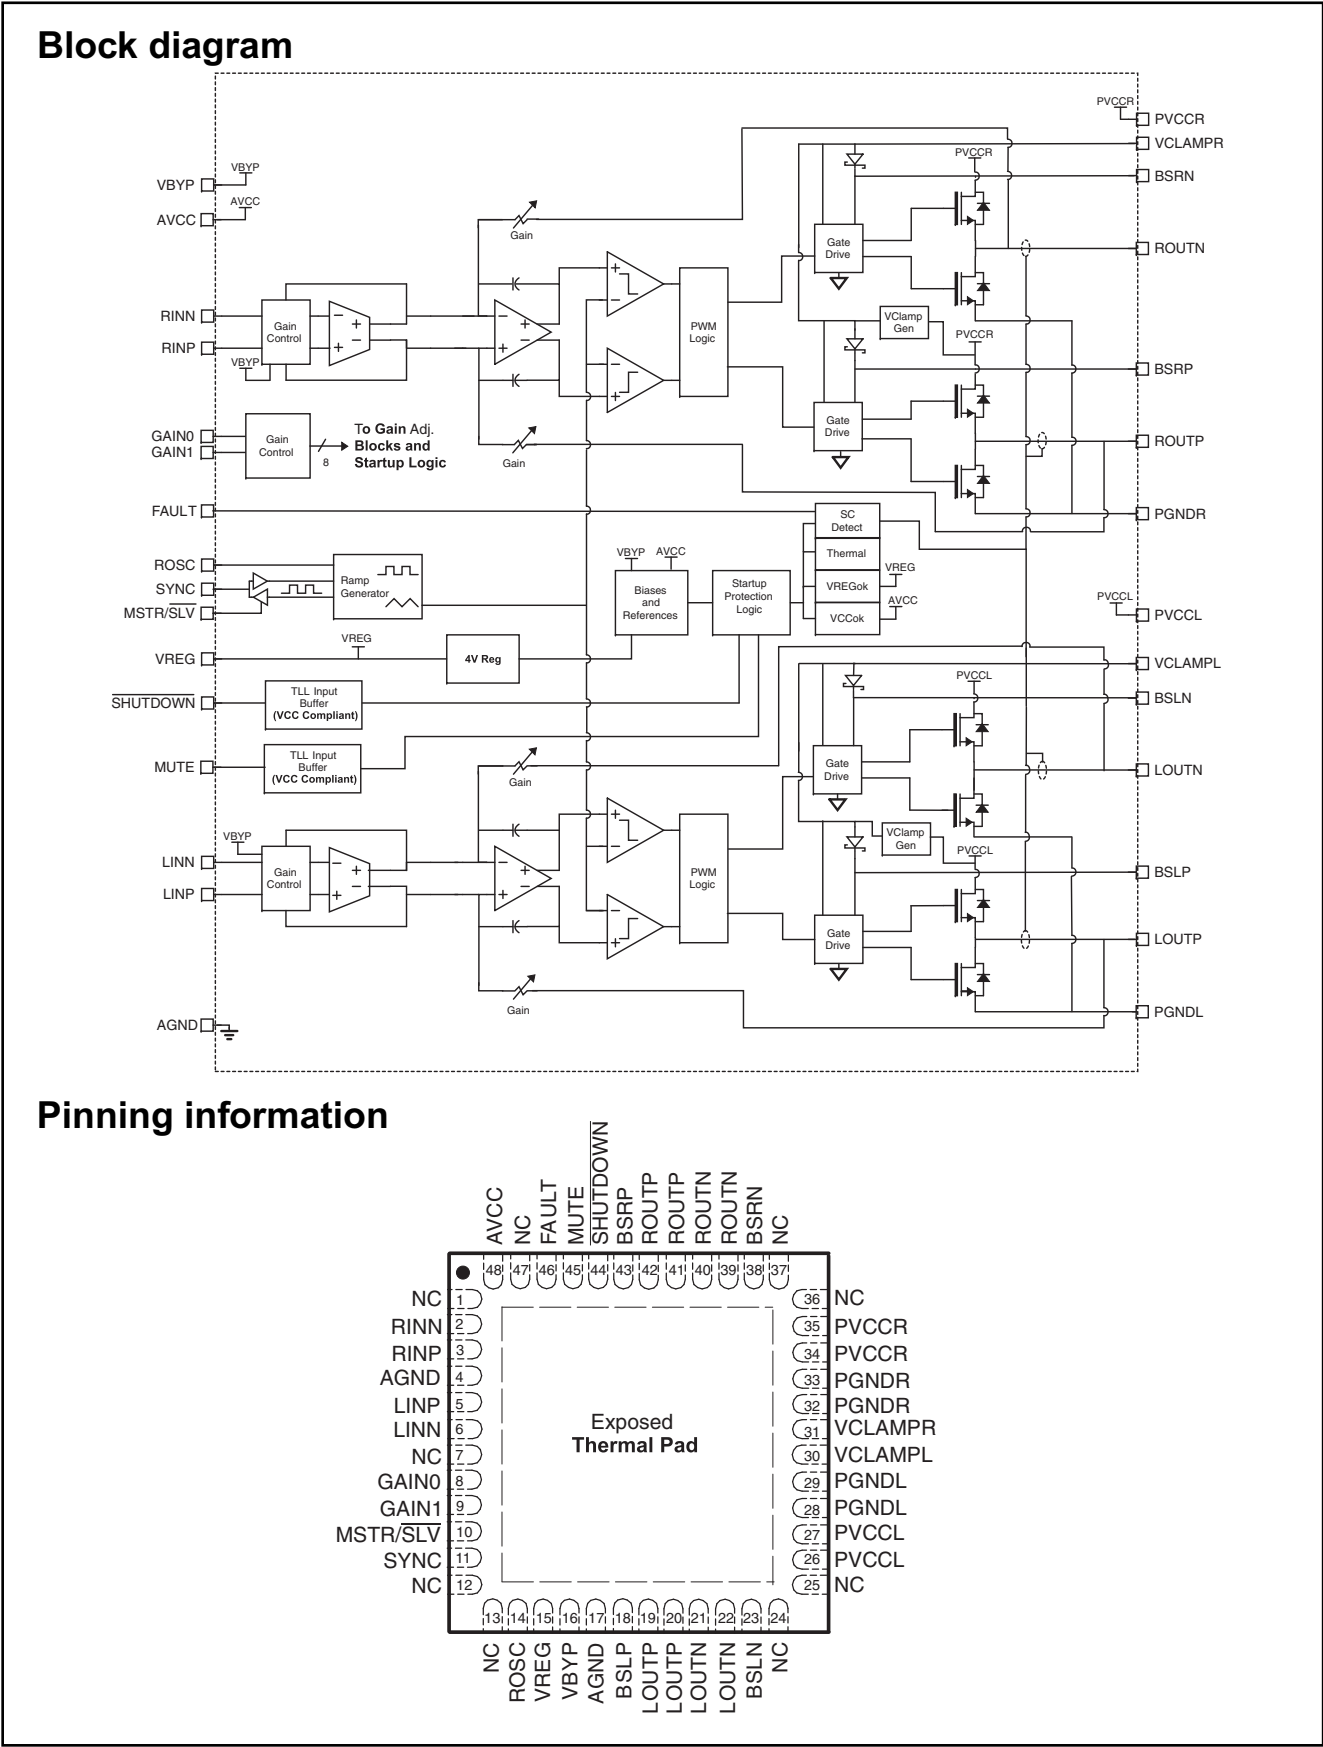 Block diagram
PVCCR
PVCCR
VCLAMPR
VBYP
VBYP
PVCCR
BSRN
AVCC
AVCC
Gain
Gate
Drive
ROUTN
RINN
RINP
Gain
Control
VBYP
PWM
Logic
VClamp
Gen
PVCCR
BSRP
GAIN0
GAIN1
Gain
Control
8
To Gain Adj.
Blocks and
Startup Logic
Gain
Gate
Drive
ROUTP
FAULT
SC
Detect
PGNDR
ROSC
SYNC
MSTR/SLV
Ramp
Generator
VBYP
AVCC
Biases
and
References
Startup
Protection
Logic
Thermal
VREGok
VREG
VCCok
AVCC
PVCCL
PVCCL
VREG
VREG
4V Reg
VCLAMPL
SHUTDOWN
TLL Input
Buffer
(VCC Compliant)
PVCCL
BSLN
MUTE
TLL Input
Buffer
(VCC Compliant)
Gain
Gate
Drive
LOUTN
VBYP
LINN
LINP
Gain
Control
PWM
Logic
VClamp
Gen
PVCCL
BSLP
Gate
Drive
LOUTP
Gain
PGNDL
AGND
Pinning information
AVCC
NC
FAULT
MUTE
SHUTDOWN
BSRP
ROUTP
ROUTP
ROUTN
ROUTN
BSRN
NC
48 47 46 45 44 43 42 41 40 39 38 37
NC 1
RINN 2
RINP 3
AGND 4
LINP 5
LINN 6
NC 7
GAIN0 8
GAIN1 9
MSTR/SLV 10
SYNC 11
NC 12
Exposed
Thermal Pad
36 NC
35 PVCCR
34 PVCCR
33 PGNDR
32 PGNDR
31 VCLAMPR
30 VCLAMPL
29 PGNDL
28 PGNDL
27 PVCCL
26 PVCCL
25 NC
13 14 15 16 17 18 19 20 21 22 23 24
NC
ROSC
VREG
VBYP
AGND
BSLP
LOUTP
LOUTP
LOUTN
LOUTN
BSLN
NC